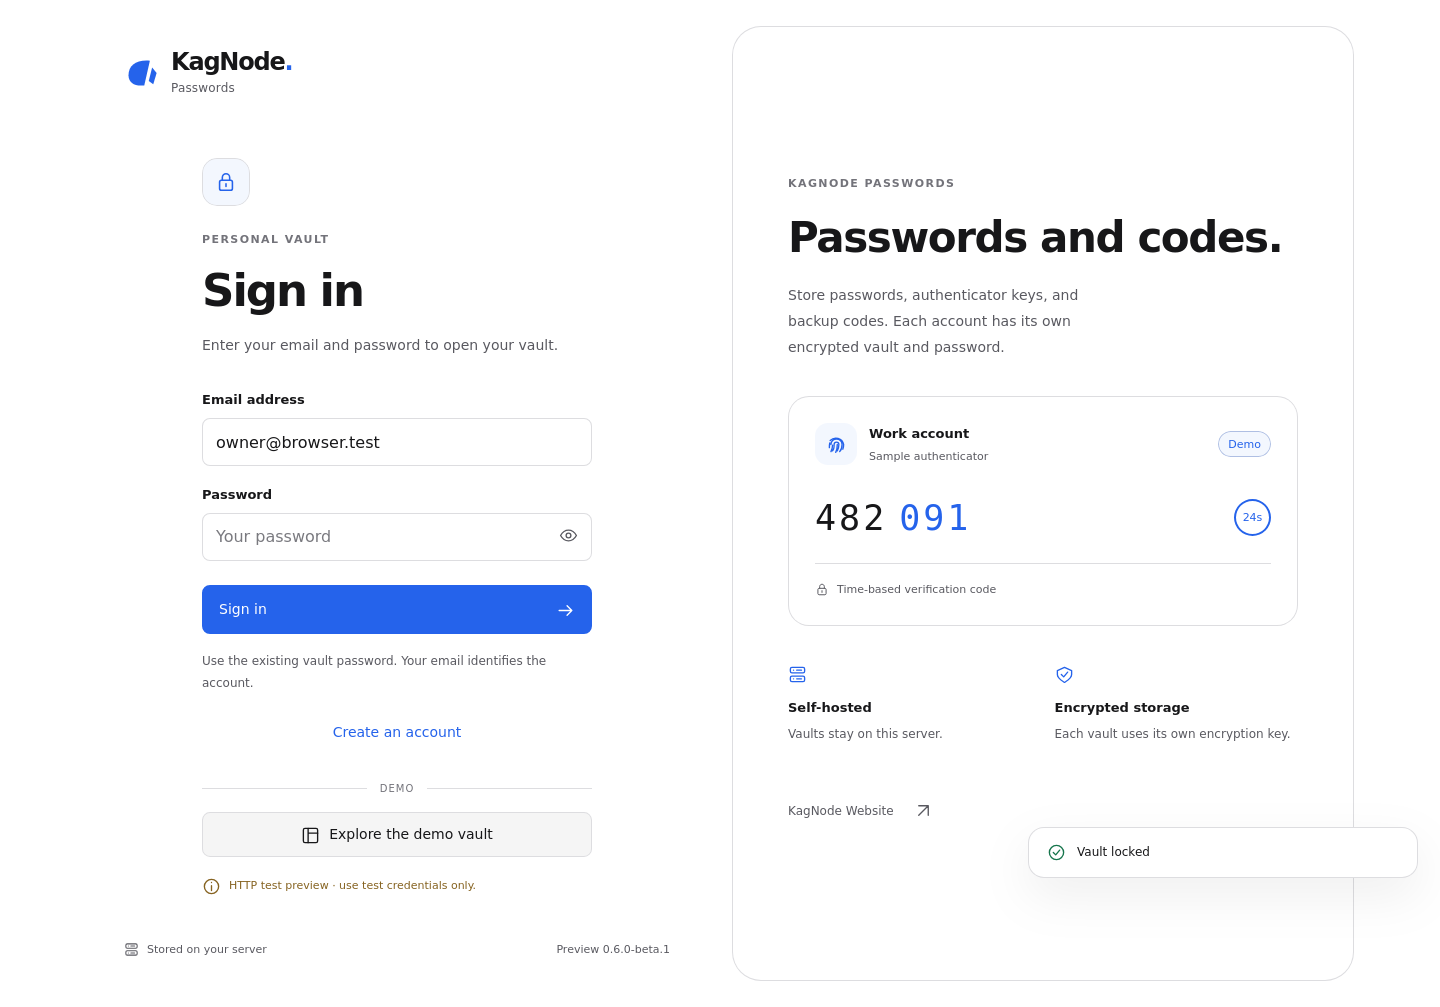 KagNode.
Passwords
PERSONAL VAULT
Sign in
Enter your email and password to open your vault.
Email address
owner@browser.test
Password
Your password
Sign in
Use the existing vault password. Your email identifies the
account.
Create an account
DEMO
Explore the demo vault
HTTP test preview · use test credentials only.
Stored on your server
Preview 0.6.0-beta.1
KAGNODE PASSWORDS
Passwords and codes.
Store passwords, authenticator keys, and
backup codes. Each account has its own
encrypted vault and password.
Work account
Sample authenticator
Demo
482 091
24s
Time-based verification code
Self-hosted
Vaults stay on this server.
Encrypted storage
Each vault uses its own encryption key.
KagNode Website
Vault locked